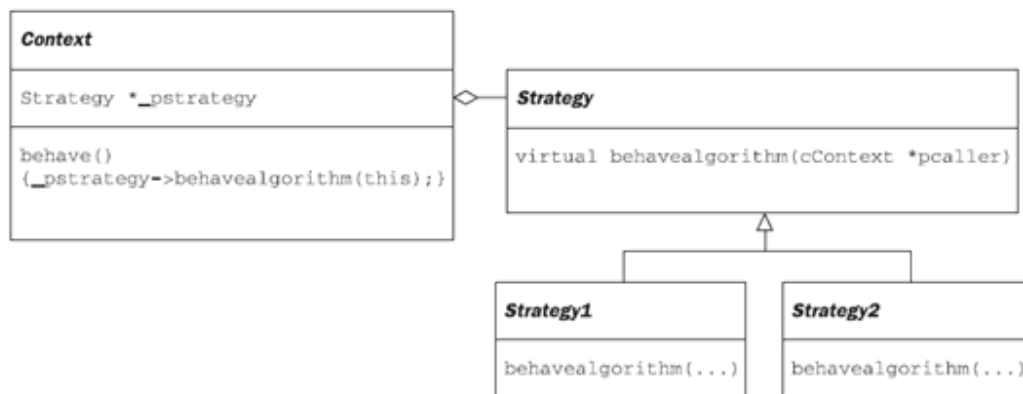 Context
Strategy *_pstrategy
behave()
{_pstrategy->behavealgorithm(this);}
Strategy
virtual behavealgorithm(cContext *pcaller)
Strategy1
behavealgorithm(...)
Strategy2
behavealgorithm(...)